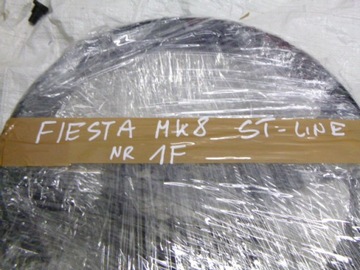 FIESTA MK8 ST-LINE
NR 1F